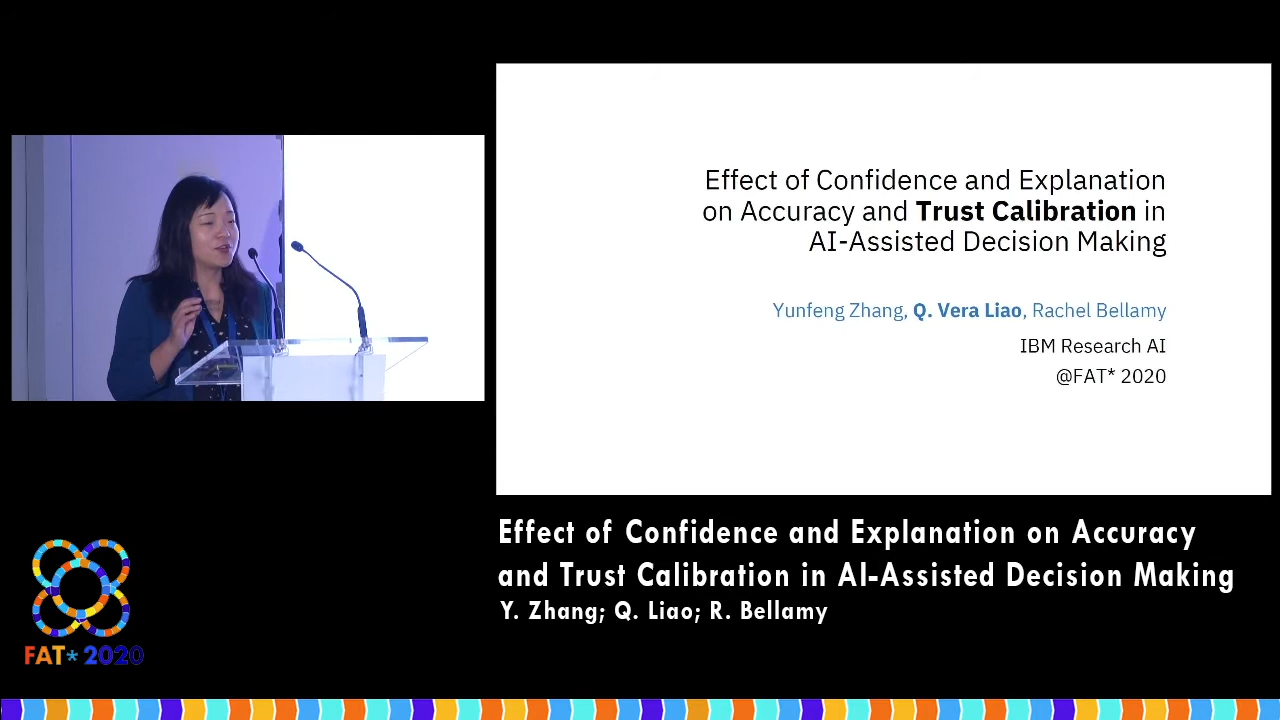 Effect of Confidence and Explanation
on Accuracy and Trust Calibration in
AI-Assisted Decision Making
Yunfeng Zhang, Q. Vera Liao, Rachel Bellamy
IBM Research AI
@FAT* 2020
Effect of Confidence and Explanation on Accuracy
and Trust Calibration in AI-Assisted Decision Making
Y. Zhang; Q. Liao; R. Bellamy
FAT* 2020